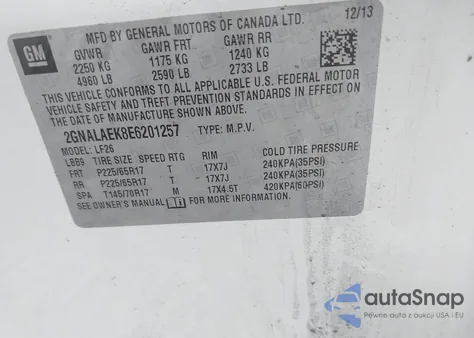 GM
MFD BY GENERAL MOTORS OF CANADA LTD. 12/13
GVWR GAWR FRT GAWR RR
2250 KG 1175 KG 1240 KG
4960 LB 2590 LB 2733 LB
THIS VEHICLE CONFORMS TO ALL APPLICABLE U.S. FEDERAL MOTOR
VEHICLE SAFETY AND THEFT PREVENTION STANDARDS IN EFFECT ON
THE DATE OF MANUFACTURE SHOWN ABOVE.
2GNALAEK8E6201257 TYPE: M.P.V.
MODEL: LF26
L8B9 TIRE SIZE SPEED RTG RIM COLD TIRE PRESSURE
FRT P225/65R17 - 17X7J 240KPA(35PSI)
RR P225/65R17 - 17X7J 240KPA(35PSI)
SPA T145/70R17 M 17X4.5T 420KPA(60PSI)
SEE OWNER'S MANUAL FOR MORE INFORMATION.
autoSnap
Pewne auta z aukcji USA i EU